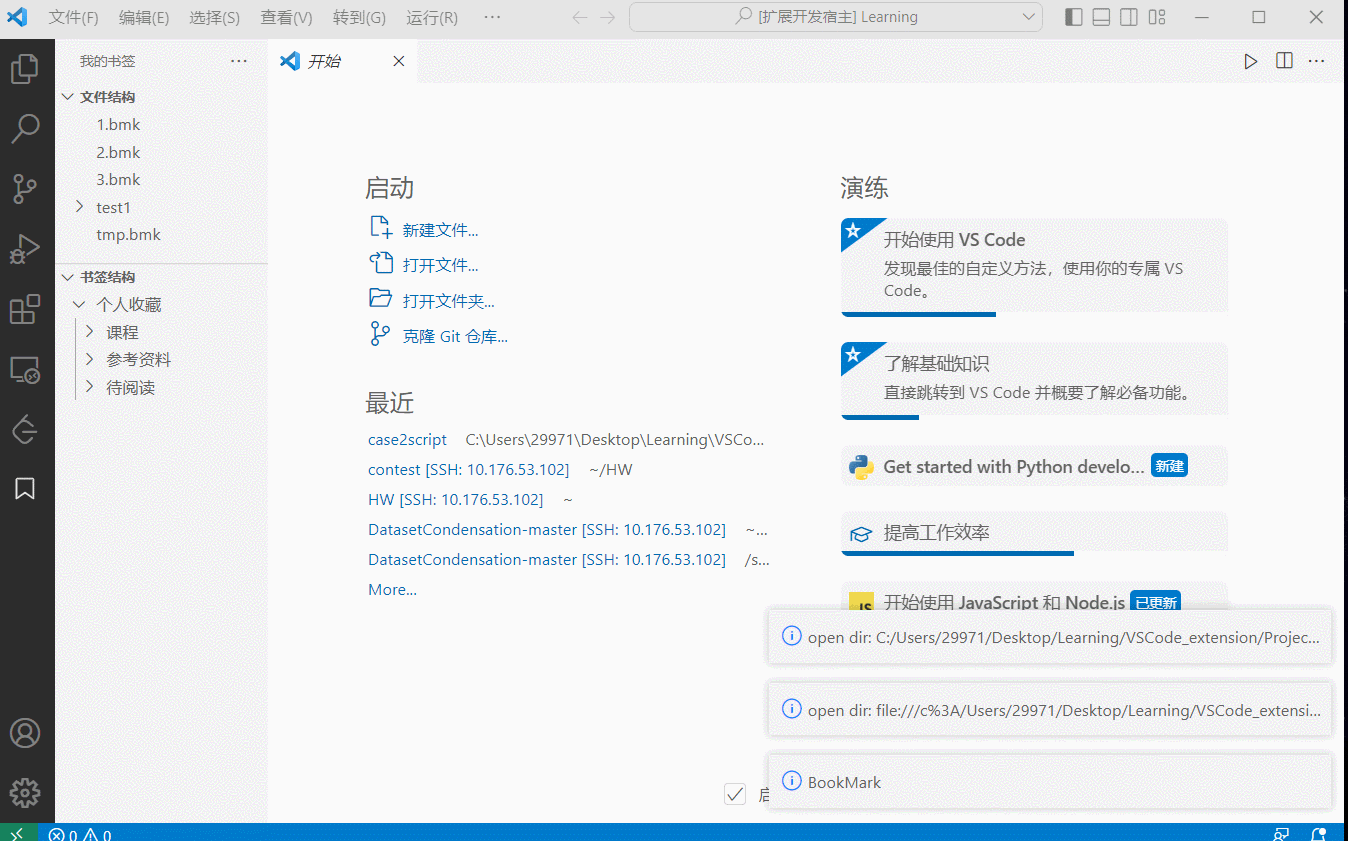 文件(F) 编辑(E) 选择(S) 查看(V) 转到(G) 运行(R) ··· [扩展开发宿主] Learning
我的书签 ···
开始
文件结构
1.bmk
2.bmk
3.bmk
test1
tmp.bmk
书签结构
个人收藏
课程
参考资料
待阅读
启动
新建文件...
打开文件...
打开文件夹...
克隆 Git 仓库...
最近
case2script C:\Users\29971\Desktop\Learning\VSCo...
contest [SSH: 10.176.53.102] ~/HW
HW [SSH: 10.176.53.102] ~
DatasetCondensation-master [SSH: 10.176.53.102] ~...
DatasetCondensation-master [SSH: 10.176.53.102] /s...
More...
演练
开始使用 VS Code
发现最佳的自定义方法，使用你的专属 VS
Code。
了解基础知识
直接跳转到 VS Code 并概要了解必备功能。
Get started with Python develo... 新建
提高工作效率
JS 开始使用 JavaScript 和 Node.js 已更新
open dir: C:/Users/29971/Desktop/Learning/VSCode_extension/Projec...
open dir: file:///c%3A/Users/29971/Desktop/Learning/VSCode_extensi...
BookMark
0 0